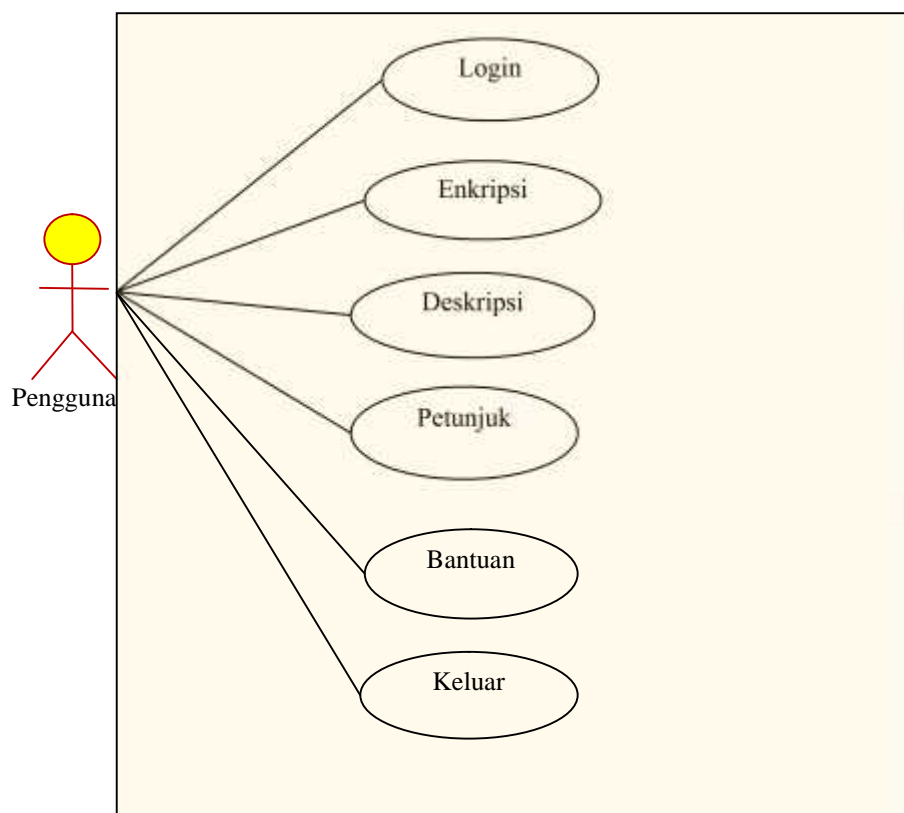 Login
Enkripsi
Deskripsi
Petunjuk
Pengguna
Bantuan
Keluar